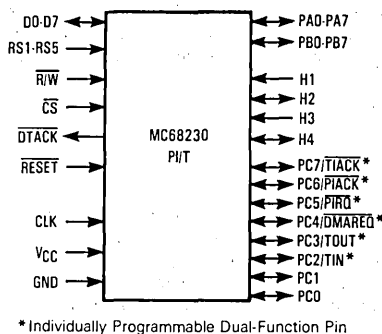 D0-D7
RS1-RS5
R/W
CS
DTACK
RESET
CLK
VCC
GND
MC68230
PI/T
PA0-PA7
PB0-PB7
H1
H2
H3
H4
PC7/TIACK*
PC6/PIACK*
PC5/PIRQ*
PC4/DMAREQ*
PC3/TOUT*
PC2/TIN*
PC1
PC0
*Individually Programmable Dual-Function Pin